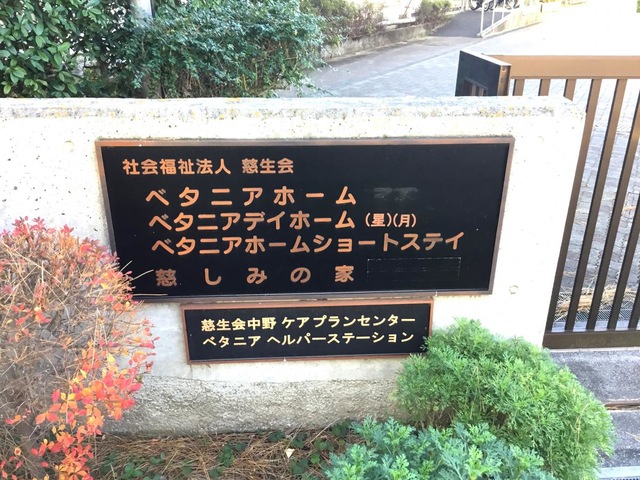 社会福祉法人 慈生会
ベタニアホーム
ベタニアデイホーム(星)(月)
ベタニアホームショートステイ
慈しみの家
慈生会中野 ケアプランセンター
ベタニア ヘルパーステーション